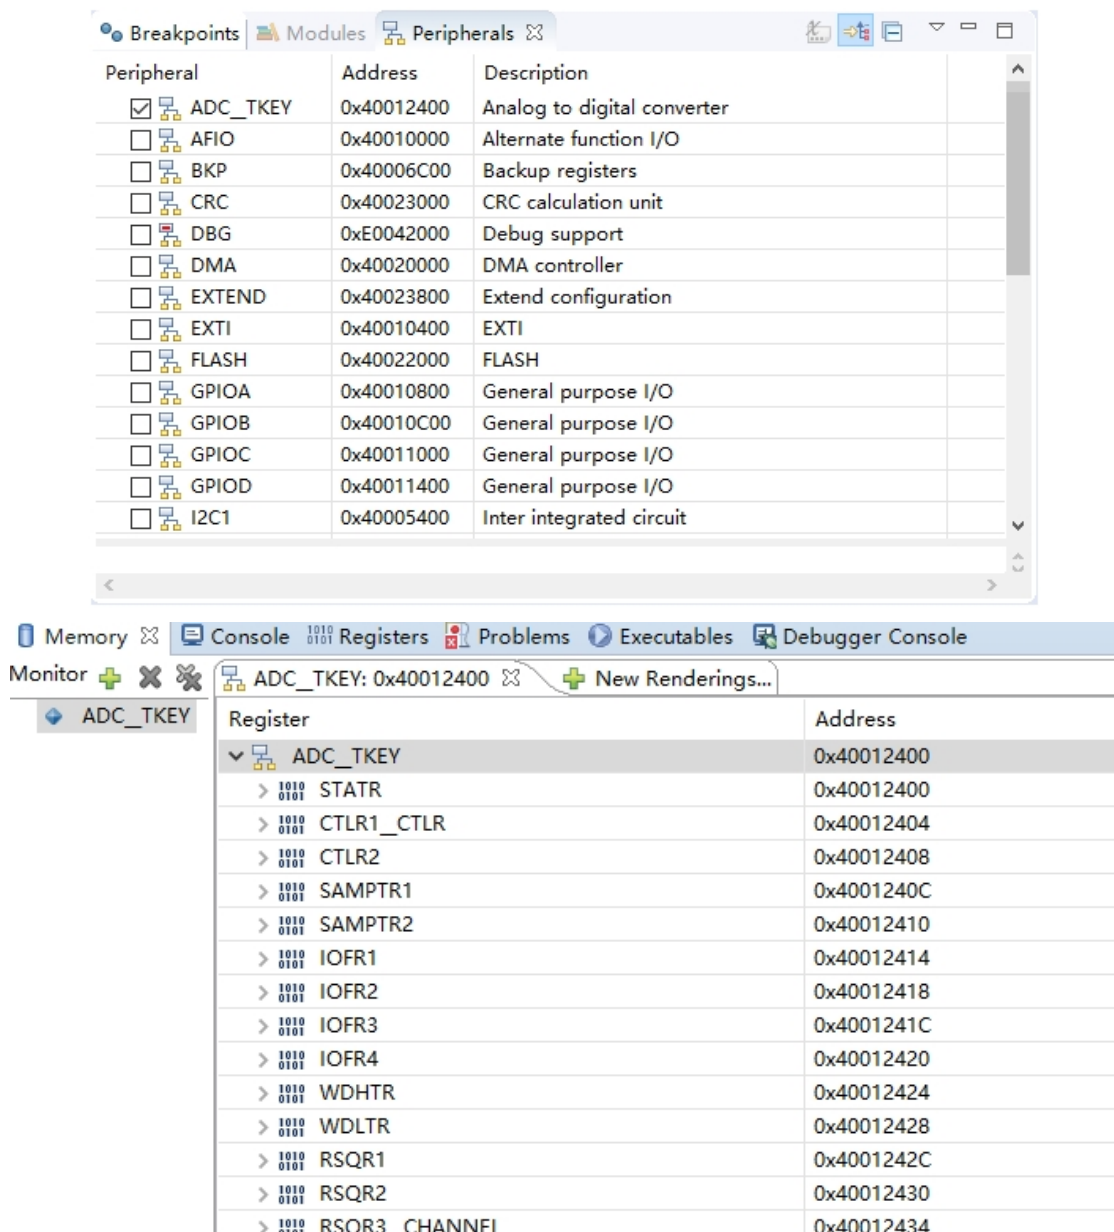 Breakpoints Modules Peripherals
Peripheral Address Description
ADC_TKEY 0x40012400 Analog to digital converter
AFIO 0x40010000 Alternate function I/O
BKP 0x40006C00 Backup registers
CRC 0x40023000 CRC calculation unit
DBG 0xE0042000 Debug support
DMA 0x40020000 DMA controller
EXTEND 0x40023800 Extend configuration
EXTI 0x40010400 EXTI
FLASH 0x40022000 FLASH
GPIOA 0x40010800 General purpose I/O
GPIOB 0x40010C00 General purpose I/O
GPIOC 0x40011000 General purpose I/O
GPIOD 0x40011400 General purpose I/O
I2C1 0x40005400 Inter integrated circuit
Memory Console Registers Problems Executables Debugger Console
Monitor ADC_TKEY: 0x40012400 New Renderings...
ADC_TKEY Register Address
ADC_TKEY 0x40012400
STATR 0x40012400
CTLR1_CTLR 0x40012404
CTLR2 0x40012408
SAMPTR1 0x4001240C
SAMPTR2 0x40012410
IOFR1 0x40012414
IOFR2 0x40012418
IOFR3 0x4001241C
IOFR4 0x40012420
WDHTR 0x40012424
WDLTR 0x40012428
RSQR1 0x4001242C
RSQR2 0x40012430
RSQR3_CHANNEL 0x40012434